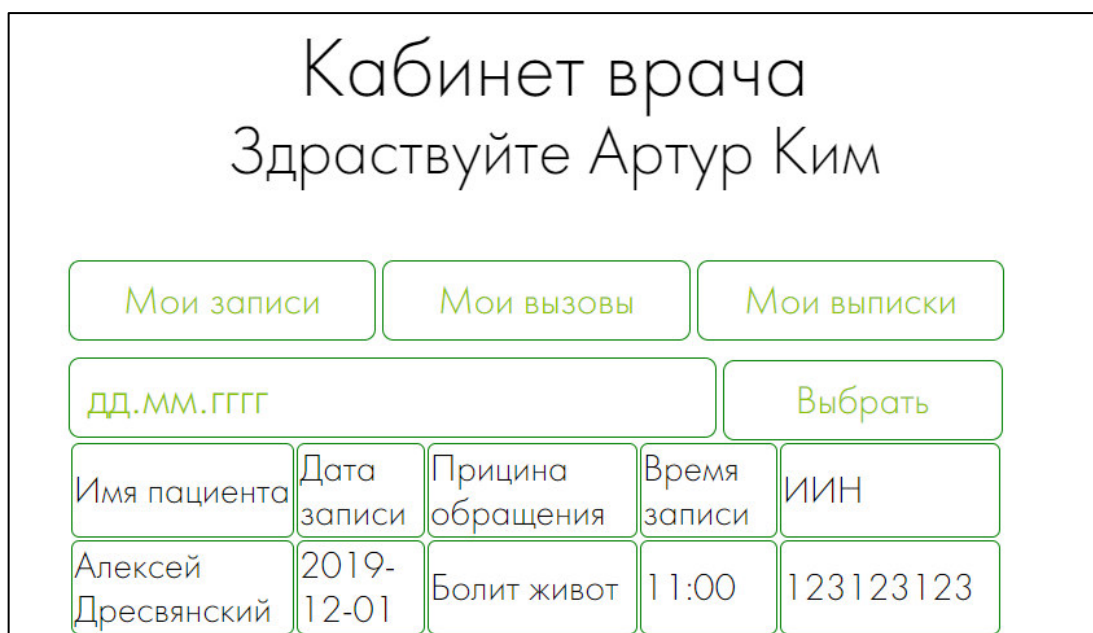 Кабинет врача
Здраствуйте Артур Ким
Мои записи Мои вызовы Мои выписки
дд.мм.гггг Выбрать
Имя пациента Дата записи Прицина обращения Время записи ИИН
Алексей Дресвянский 2019-12-01 Болит живот 11:00 123123123